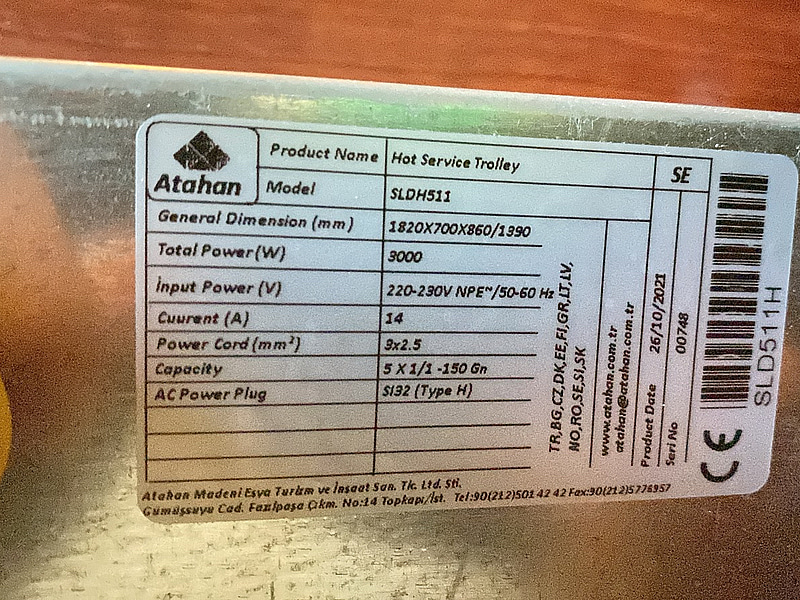 Atahan
Product Name Hot Service Trolley
SE
Model SLDH511
General Dimension (mm) 1820X700X860/1390
Total Power(W) 3000
İnput Power (V) 220-230V NPE~/50-60 Hz
Cuurent (A) 14
Power Cord (mm²) 3x2.5
Capacity 5 X 1/1 -150 Gn
AC Power Plug SI32 (Type H)
TR,BG,CZ,DK,EE,FI,GR,LT,LV,
NO,RO,SE,SI,SK
www.atahan.com.tr
atahan@atahan.com.tr
Product Date 26/10/2021
Seri No 00748
SLD511H
CE
Atahan Madeni Eşya Turizm ve İnşaat San. Tk. Ltd. Sti.
Gümüşsuyu Cad. Fazılpaşa Çıkm. No:14 Topkapı/İst. Tel:90(212)501 42 42 Fax:90(212)5776957